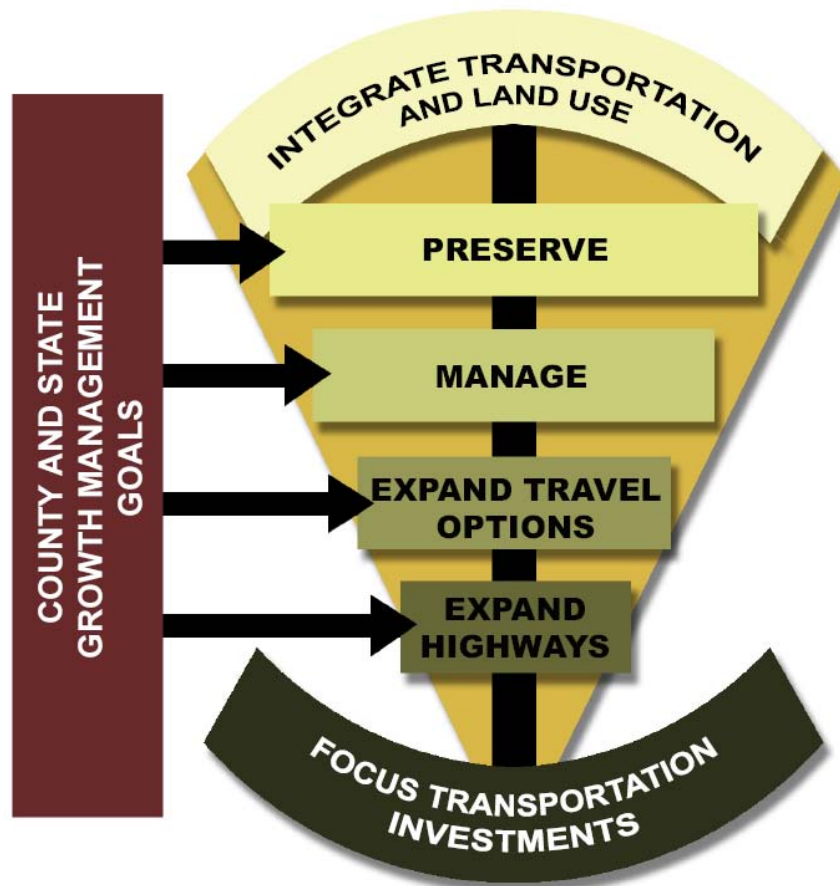 INTEGRATE TRANSPORTATION
AND LAND USE
COUNTY AND STATE
GROWTH MANAGEMENT
GOALS
PRESERVE
MANAGE
EXPAND TRAVEL
OPTIONS
EXPAND
HIGHWAYS
FOCUS TRANSPORTATION
INVESTMENTS